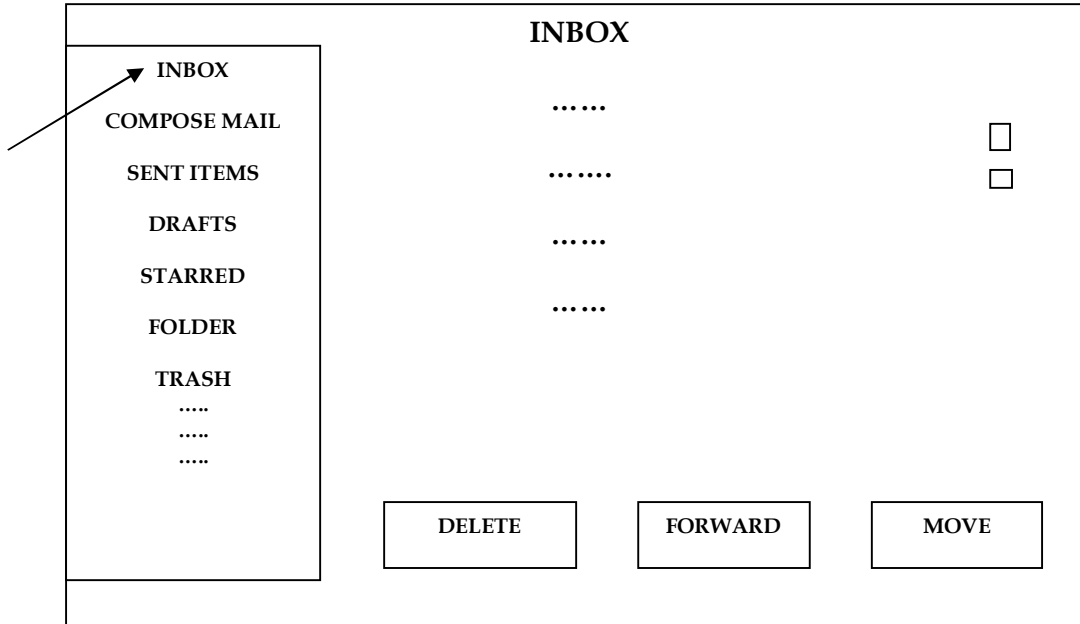 INBOX
INBOX
COMPOSE MAIL
SENT ITEMS
DRAFTS
STARRED
FOLDER
TRASH
…..
…..
…..
……
…….
……
……
DELETE
FORWARD
MOVE